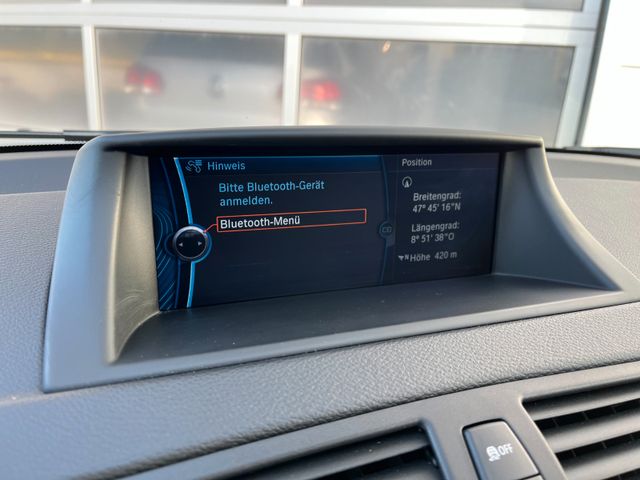 Hinweis
Bitte Bluetooth-Gerät
anmelden.
Bluetooth-Menü
Position
Breitengrad:
47° 45' 16"N
Längengrad:
8° 51' 38"O
N Höhe 420 m
CD
OFF